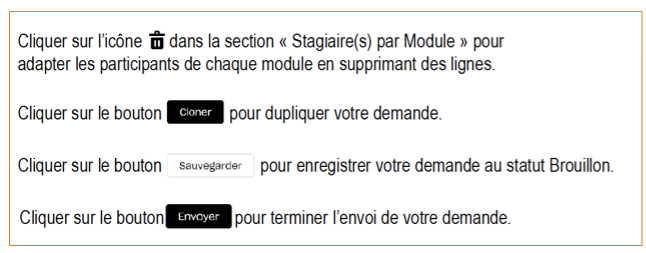 Cliquer sur l'icône dans la section « Stagiaire(s) par Module » pour
adapter les participants de chaque module en supprimant des lignes.
Cliquer sur le bouton Cloner pour dupliquer votre demande.
Cliquer sur le bouton Sauvegarder pour enregistrer votre demande au statut Brouillon.
Cliquer sur le bouton Envoyer pour terminer l'envoi de votre demande.